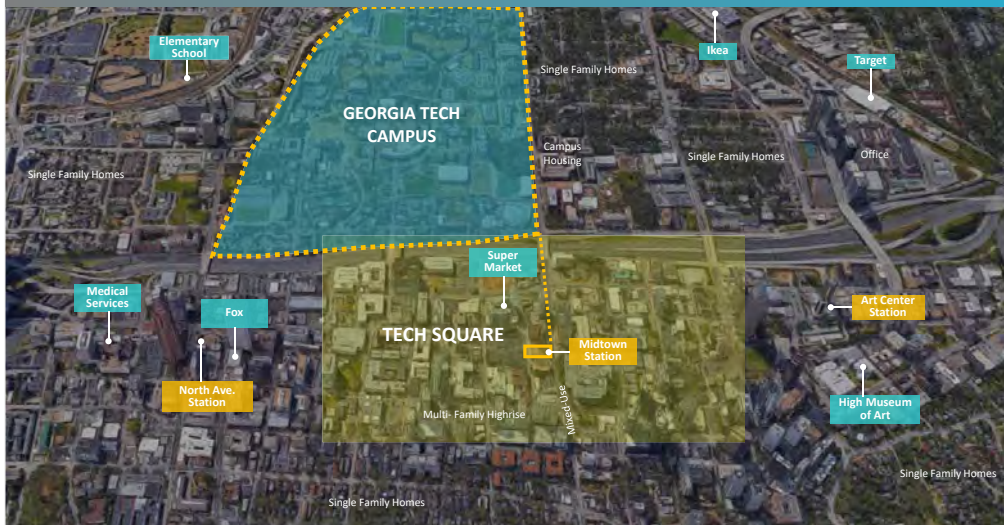 Elementary
School
Ikea
Single Family Homes
Target
GEORGIA TECH
CAMPUS
Campus
Housing
Single Family Homes
Office
Single Family Homes
Super
Market
Medical
Services
Fox
Art Center
Station
TECH SQUARE
Midtown
Station
North Ave.
Station
High Museum
of Art
Multi- Family Highrise
Mixed Use
Single Family Homes
Single Family Homes